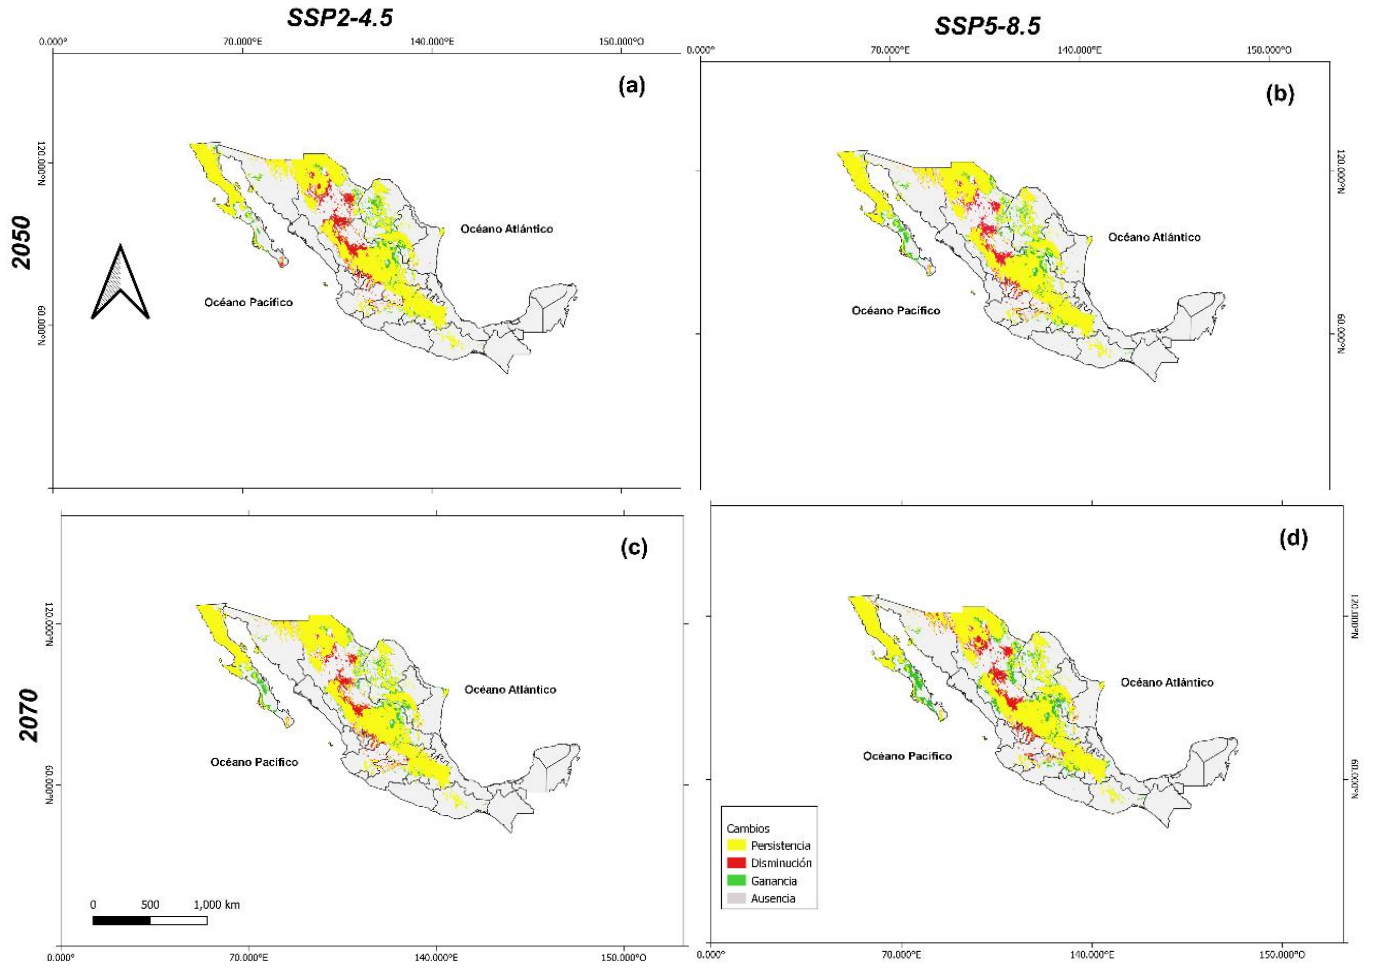 SSP2-4.5
SSP5-8.5
0.000°
70.000°E
140.000°E
150.000°O
0.000°
70.000°E
140.000°E
150.000°O
2050
(a)
120.000°N
60.000°N
Océano Atlántico
Océano Pacífico
(b)
120.000°N
60.000°N
Océano Atlántico
Océano Pacífico
2070
(c)
120.000°N
60.000°N
Océano Atlántico
Océano Pacífico
0 500 1,000 km
(d)
120.000°N
60.000°N
Océano Atlántico
Océano Pacífico
Cambios
Persistencia
Disminución
Ganancia
Ausencia
0.000°
70.000°E
140.000°E
150.000°O
0.000°
70.000°E
140.000°E
150.000°O